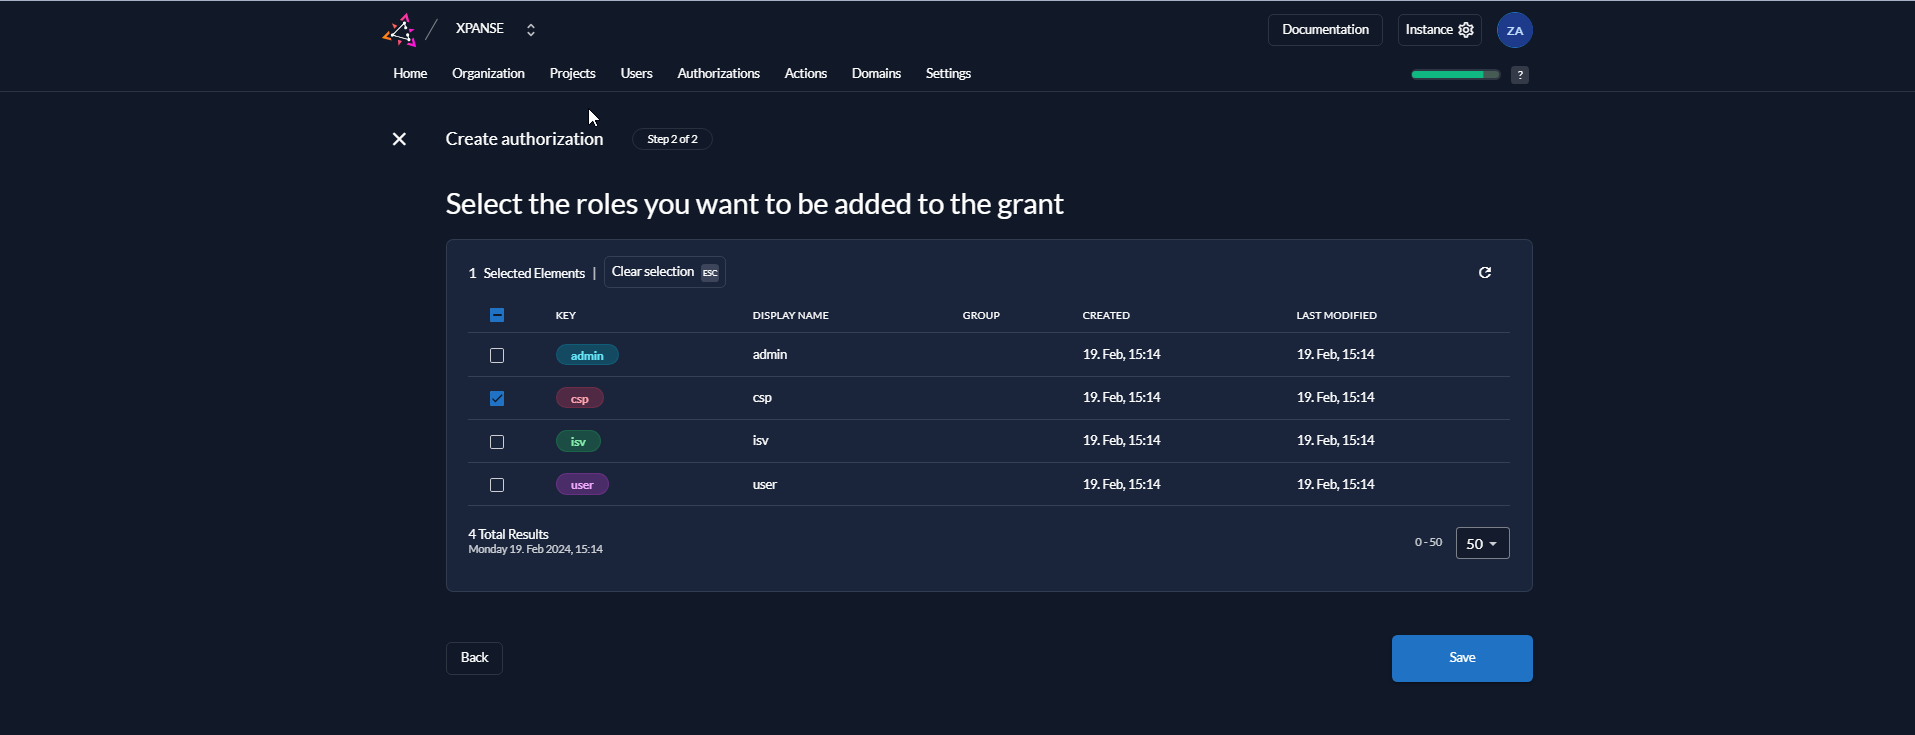 XPANSE
Documentation
Instance
ZA
Home Organization Projects Users Authorizations Actions Domains Settings
?
Create authorization
Step 2 of 2
Select the roles you want to be added to the grant
1 Selected Elements | Clear selection ESC
KEY DISPLAY NAME GROUP CREATED LAST MODIFIED
admin admin 19. Feb, 15:14 19. Feb, 15:14
csp csp 19. Feb, 15:14 19. Feb, 15:14
isv isv 19. Feb, 15:14 19. Feb, 15:14
user user 19. Feb, 15:14 19. Feb, 15:14
4 Total Results
Monday 19. Feb 2024, 15:14
0 - 50
50
Back
Save